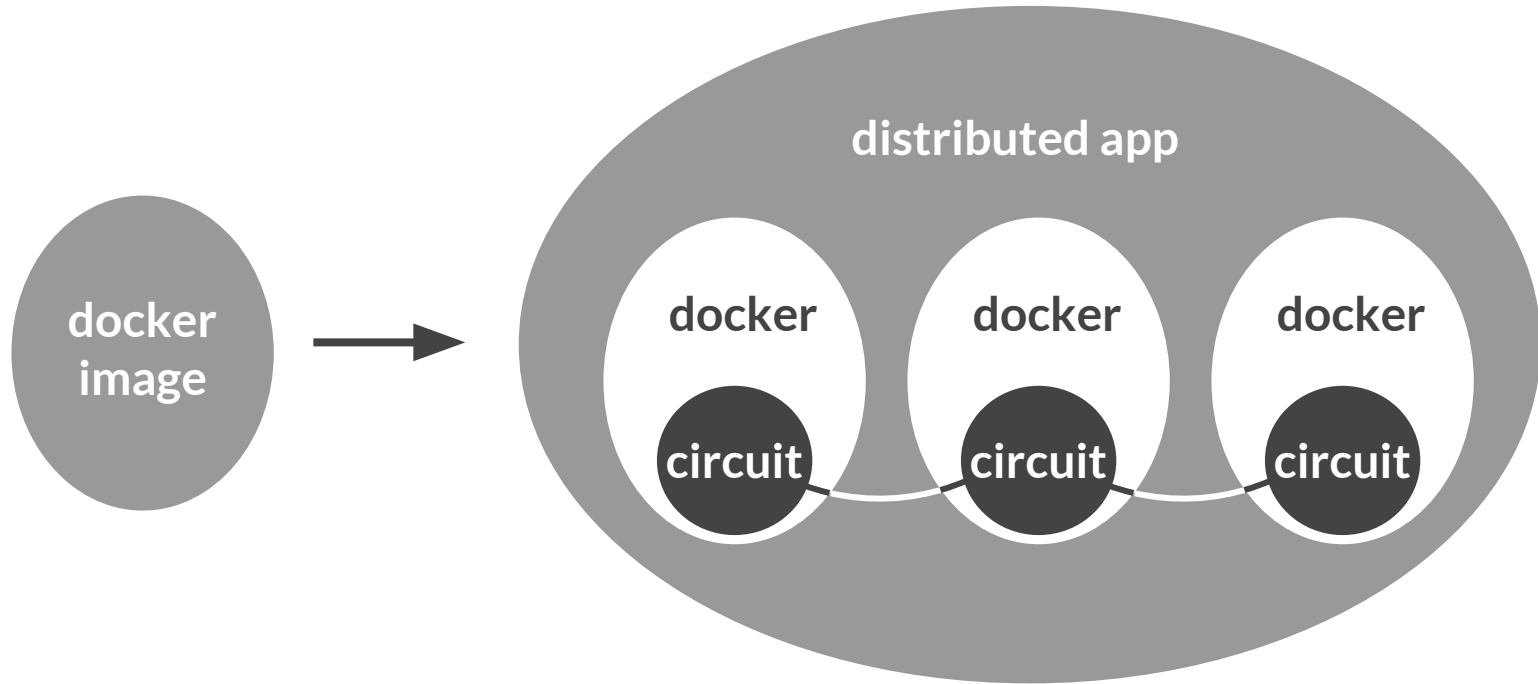 docker
image
distributed app
docker
circuit
docker
circuit
docker
circuit